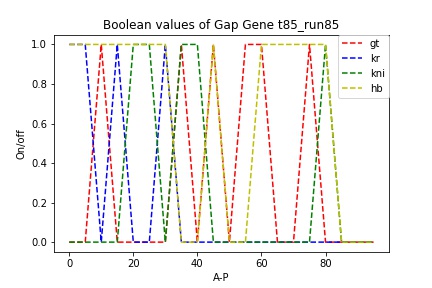 Boolean values of Gap Gene t85_run85
1.0
0.8
0.6
0.4
0.2
0.0
On/off
0 20 40 60 80
A-P
gt
kr
kni
hb